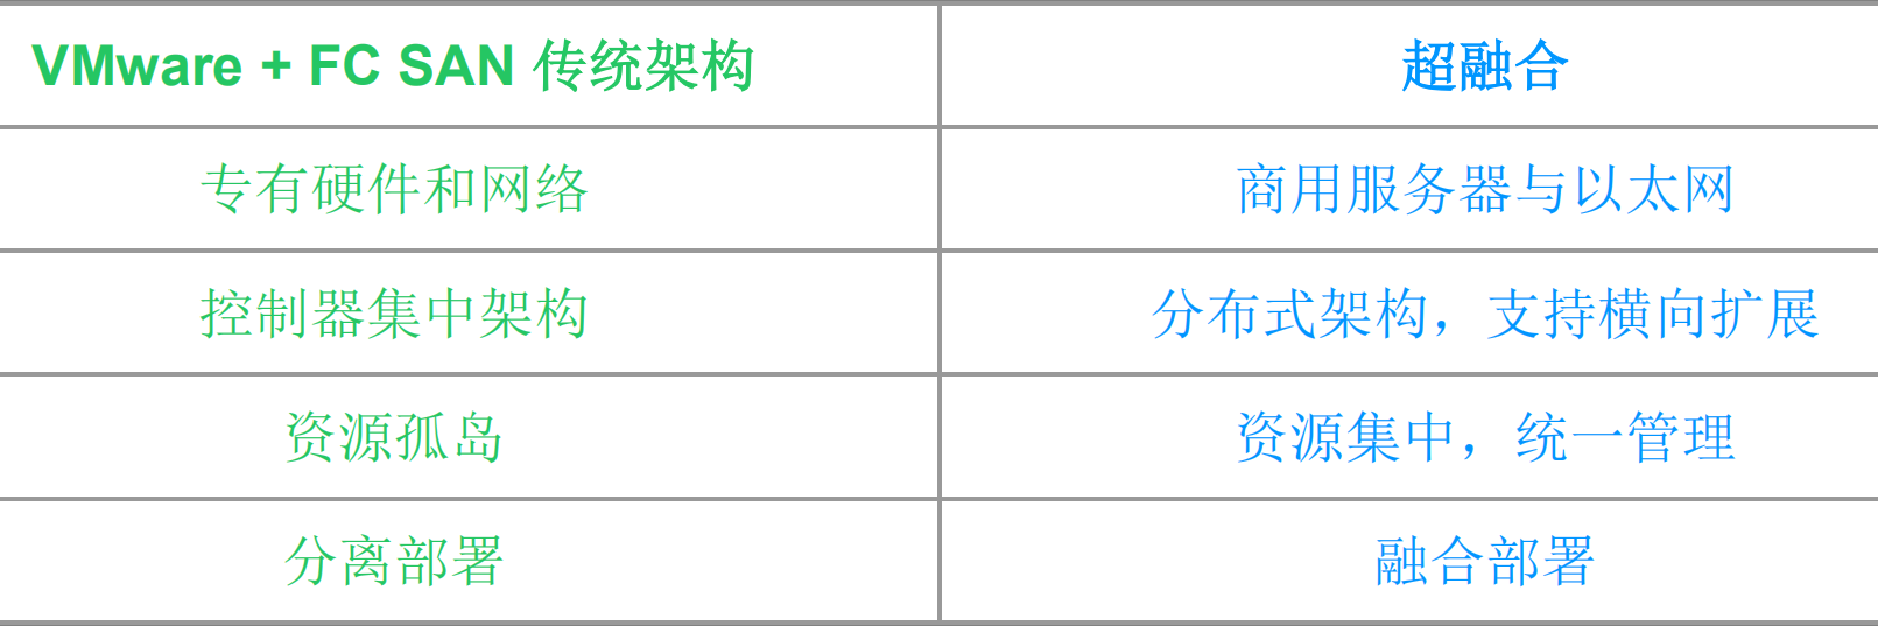 VMware + FC SAN 传统架构
超融合
专有硬件和网络
商用服务器与以太网
控制器集中架构
分布式架构，支持横向扩展
资源孤岛
资源集中，统一管理
分离部署
融合部署